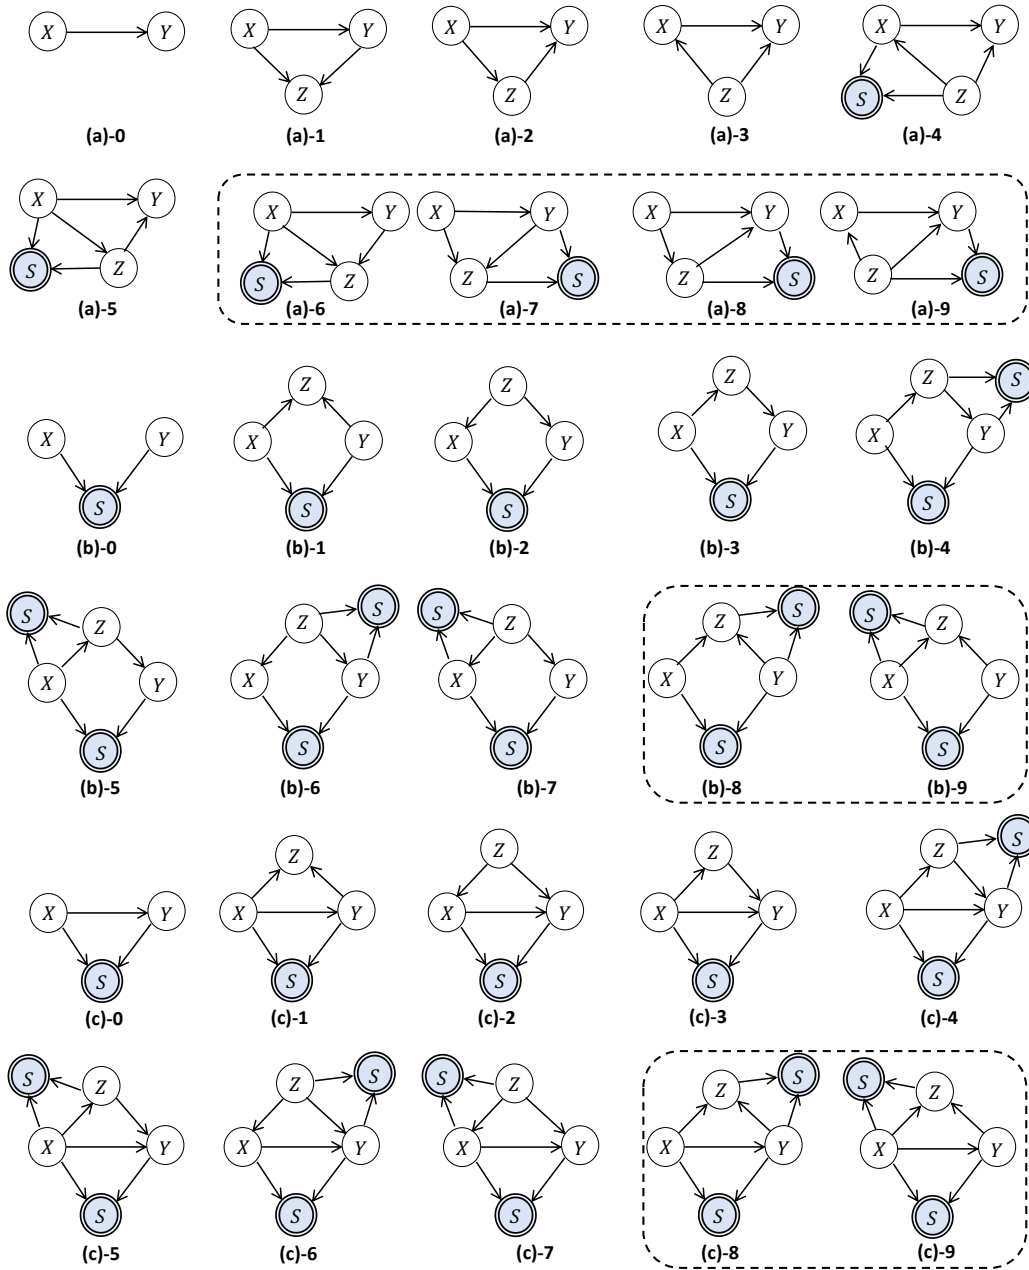 X Y
(a)-0
X Y Z
(a)-1
X Y Z
(a)-2
X Y Z
(a)-3
X Y S Z
(a)-4
X Y S Z
(a)-5
X Y S Z
(a)-6
X Y Z S
(a)-7
X Y Z S
(a)-8
X Y Z S
(a)-9
X Y S
(b)-0
Z X Y S
(b)-1
Z X Y S
(b)-2
Z X Y S
(b)-3
Z S X Y S
(b)-4
S Z X Y S
(b)-5
Z S X Y S
(b)-6
S Z X Y S
(b)-7
Z S X Y S
(b)-8
S Z X Y S
(b)-9
X Y S
(c)-0
Z X Y S
(c)-1
Z X Y S
(c)-2
Z X Y S
(c)-3
Z S X Y S
(c)-4
S Z X Y S
(c)-5
Z S X Y S
(c)-6
S Z X Y S
(c)-7
Z S X Y S
(c)-8
S Z X Y S
(c)-9